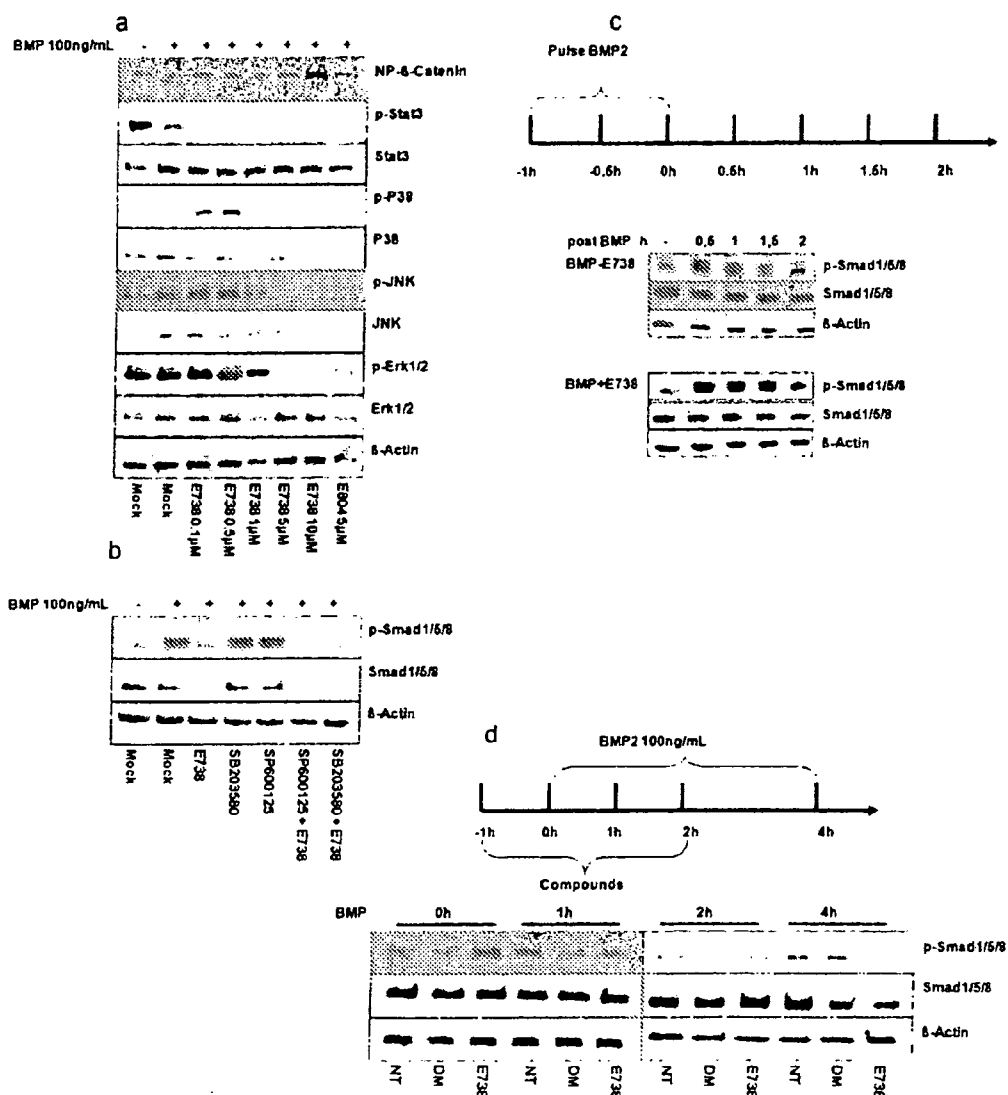 a
BMP 100ng/mL - + + + + + + +
NP-ß-Catenin
p-Stat3
Stat3
p-P38
P38
p-JNK
JNK
p-Erk1/2
Erk1/2
ß-Actin
Mock Mock E738 0.1µM E738 0.5µM E738 1µM E738 5µM E738 10µM E804 5µM
b
BMP 100ng/mL - + + + + + +
p-Smad1/5/8
Smad1/5/8
ß-Actin
Mock Mock E738 SB203580 SP600125 SP600125 + E738 SB203580 + E738
c
Pulse BMP2
-1h -0,5h 0h 0.5h 1h 1.5h 2h
post BMP h - 0,5 1 1,5 2
BMP-E738
p-Smad1/5/8
Smad1/5/8
ß-Actin
BMP+E738
p-Smad1/5/8
Smad1/5/8
ß-Actin
d
BMP2 100ng/mL
-1h 0h 1h 2h 4h
Compounds
BMP 0h 1h 2h 4h
p-Smad1/5/8
Smad1/5/8
ß-Actin
NT DM E738 NT DM E738 NT DM E738 NT DM E738